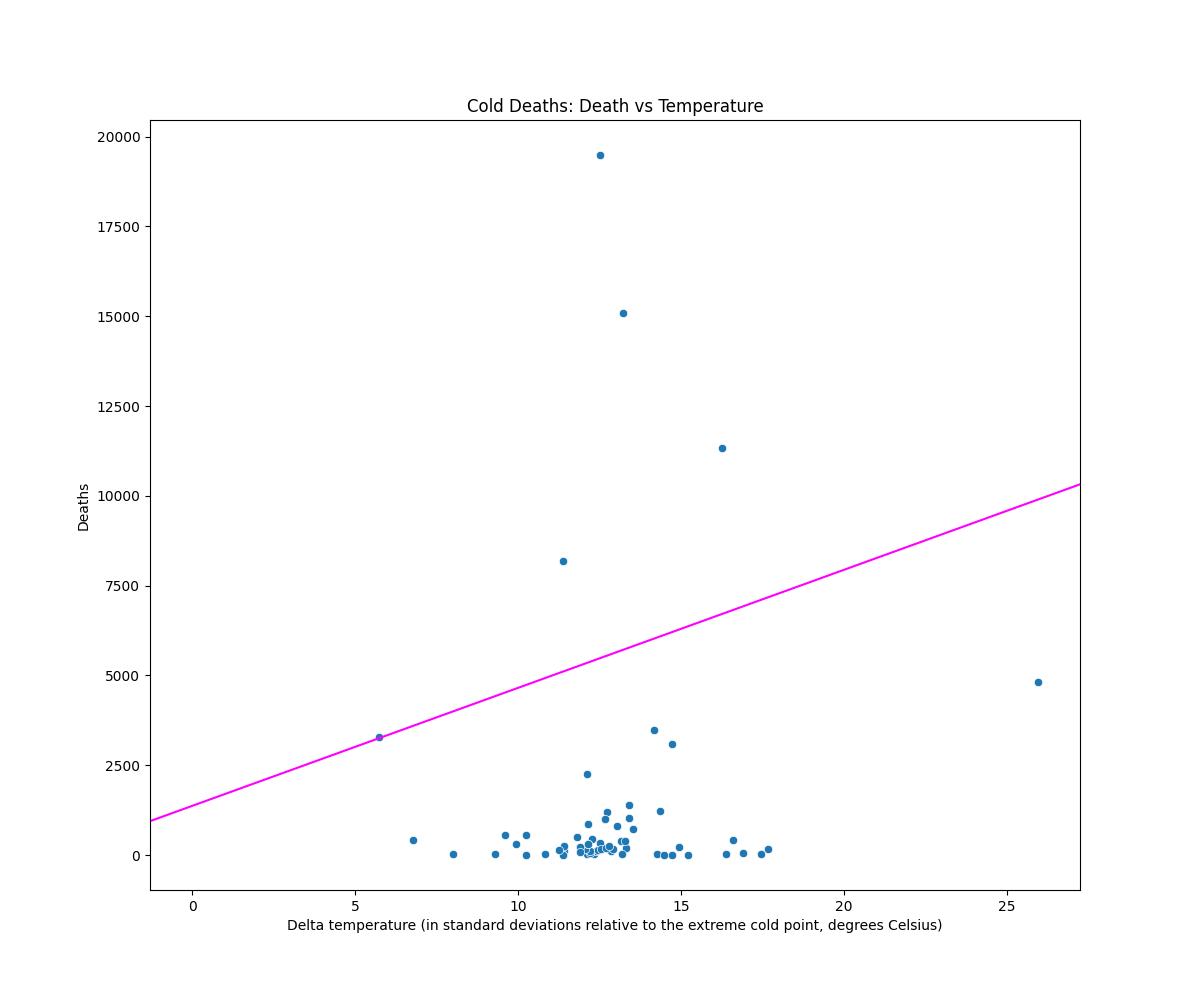 Cold Deaths: Death vs Temperature
20000
17500
15000
12500
10000
7500
5000
2500
0
Deaths
0 5 10 15 20 25
Delta temperature (in standard deviations relative to the extreme cold point, degrees Celsius)